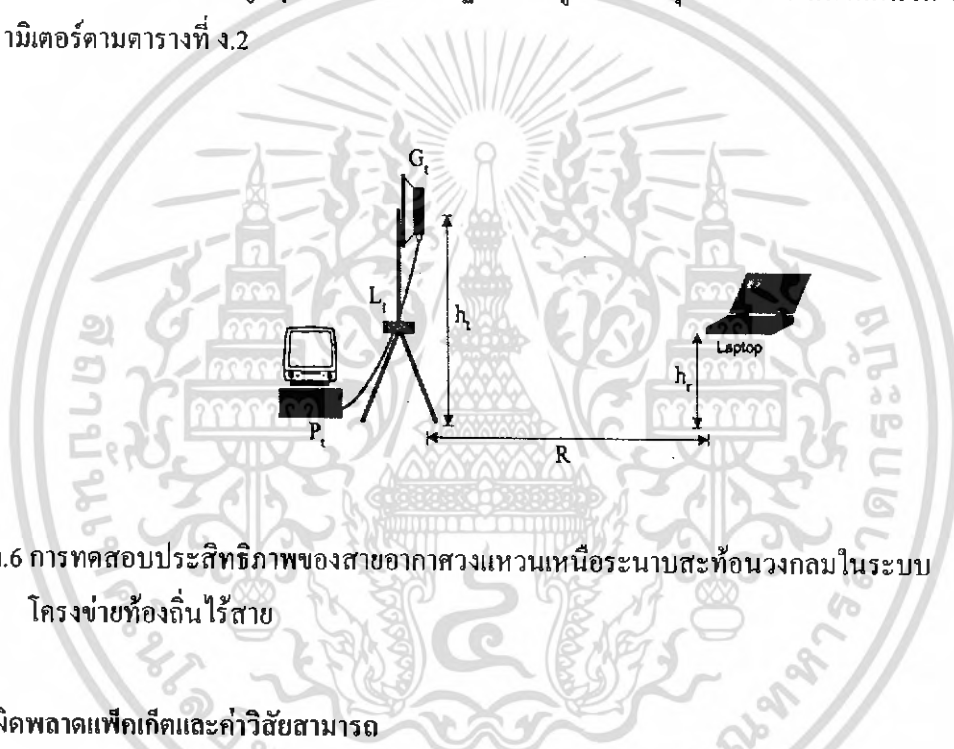 ามิเตอร์ตามตารางที่ ง.2
G_t
L_t
h_t
P_t
Laptop
h_r
R
.6 การทดสอบประสิทธิภาพของสายอากาศวงแหวนเหนือระนาบสะท้อนวงกลมในระบบ
โครงข่ายท้องถิ่นไร้สาย
ผิดพลาดแพ็คเก็ตและค่าวิสัยสามารถ